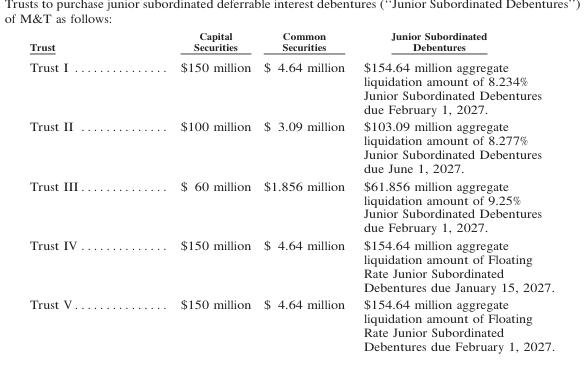 Trusts to purchase junior subordinated deferrable interest debentures (‘‘Junior Subordinated Debentures’’)
of M&T as follows:
Capital Common Junior Subordinated
Trust Securities Securities Debentures
Trust I . . . . . . . . . . . . . . . $150 million $ 4.64 million $154.64 million aggregate
liquidation amount of 8.234%
Junior Subordinated Debentures
due February 1, 2027.
Trust II . . . . . . . . . . . . . . $100 million $ 3.09 million $103.09 million aggregate
liquidation amount of 8.277%
Junior Subordinated Debentures
due June 1, 2027.
Trust III . . . . . . . . . . . . . . $ 60 million $1.856 million $61.856 million aggregate
liquidation amount of 9.25%
Junior Subordinated Debentures
due February 1, 2027.
Trust IV . . . . . . . . . . . . . . $150 million $ 4.64 million $154.64 million aggregate
liquidation amount of Floating
Rate Junior Subordinated
Debentures due January 15, 2027.
Trust V . . . . . . . . . . . . . . . $150 million $ 4.64 million $154.64 million aggregate
liquidation amount of Floating
Rate Junior Subordinated
Debentures due February 1, 2027.